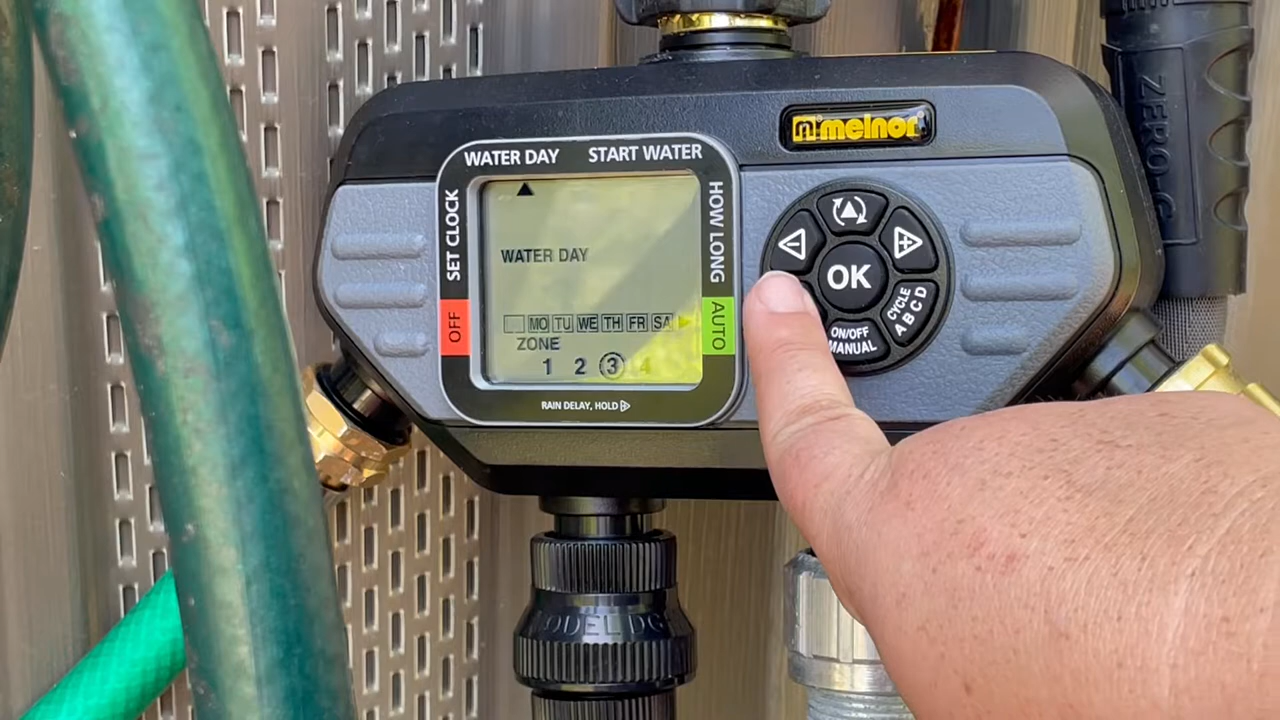 ZERO-G
melnor
WATER DAY START WATER
SET CLOCK
HOW LONG
WATER DAY
OK
CYCLE
A B C D
ON/OFF
MANUAL
OFF
AUTO
MO TU WE TH FR SA
ZONE
1 2 3 4
RAIN DELAY, HOLD